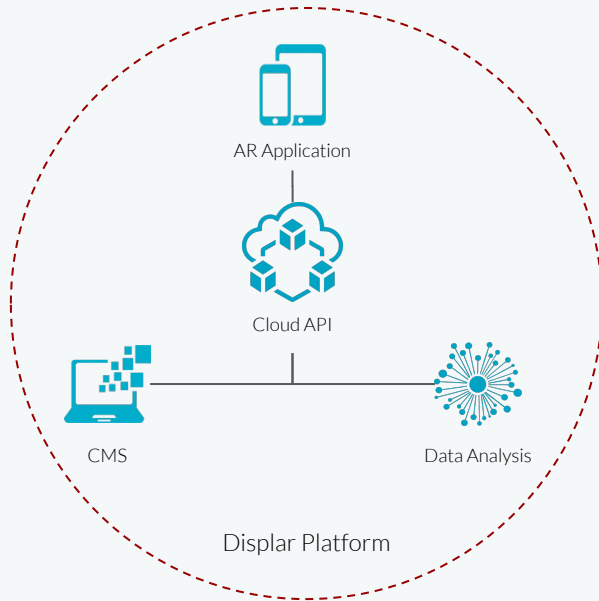 AR Application
Cloud API
CMS
Data Analysis
Displar Platform